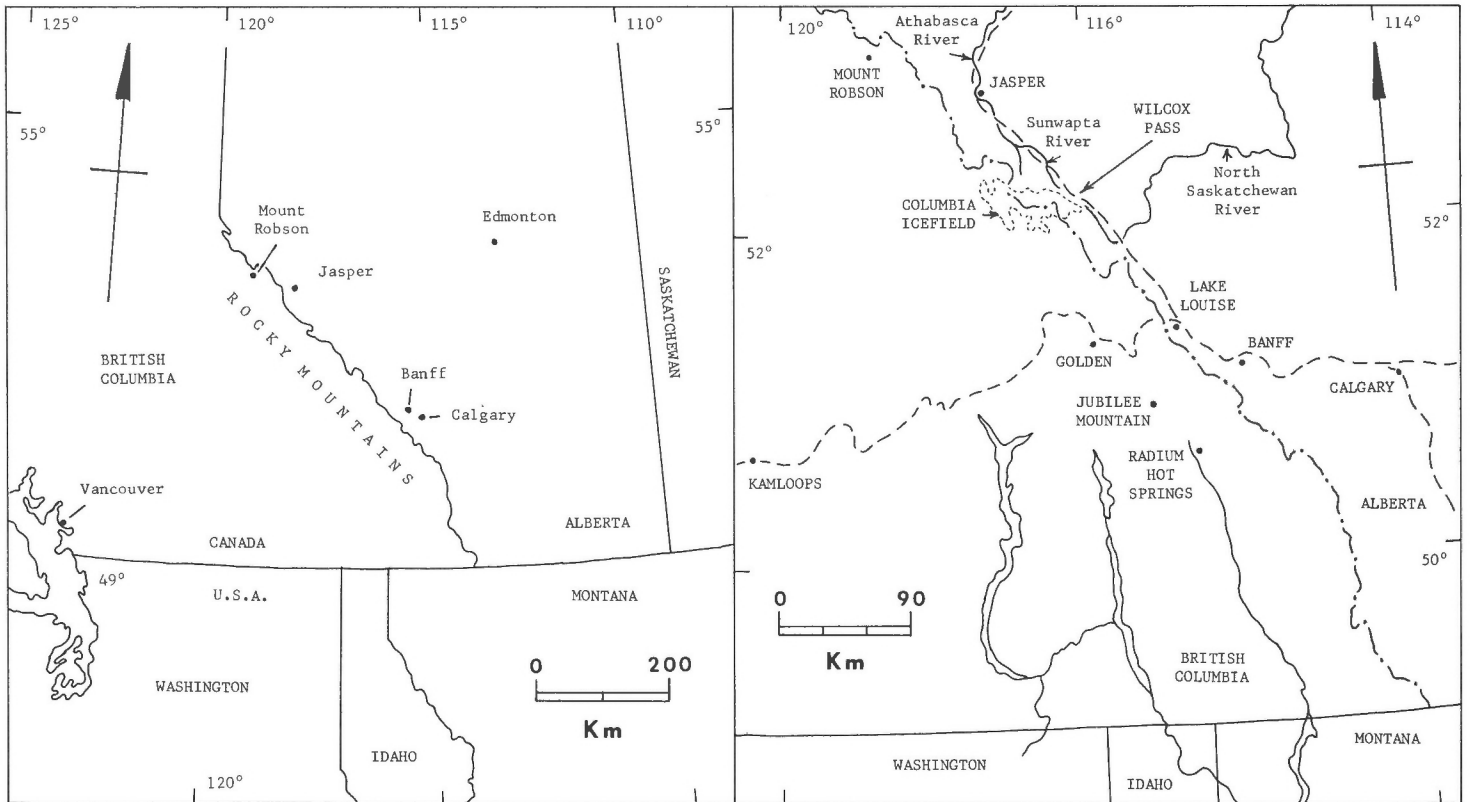 125°
120°
115°
110°
55°
55°
Mount
Robson
Jasper
Edmonton
ROCKY MOUNTAINS
SASKATCHEWAN
BRITISH
COLUMBIA
Banff
Calgary
Vancouver
CANADA
ALBERTA
49°
U.S.A.
MONTANA
0 200
Km
WASHINGTON
IDAHO
120°
120°
116°
114°
Athabasca
River
MOUNT
ROBSON
JASPER
WILCOX
PASS
Sunwapta
River
North
Saskatchewan
River
COLUMBIA
ICEFIELD
52°
52°
LAKE
LOUISE
BANFF
GOLDEN
CALGARY
JUBILEE
MOUNTAIN
RADIUM
HOT
SPRINGS
KAMLOOPS
ALBERTA
50°
0 90
Km
BRITISH
COLUMBIA
WASHINGTON
IDAHO
MONTANA